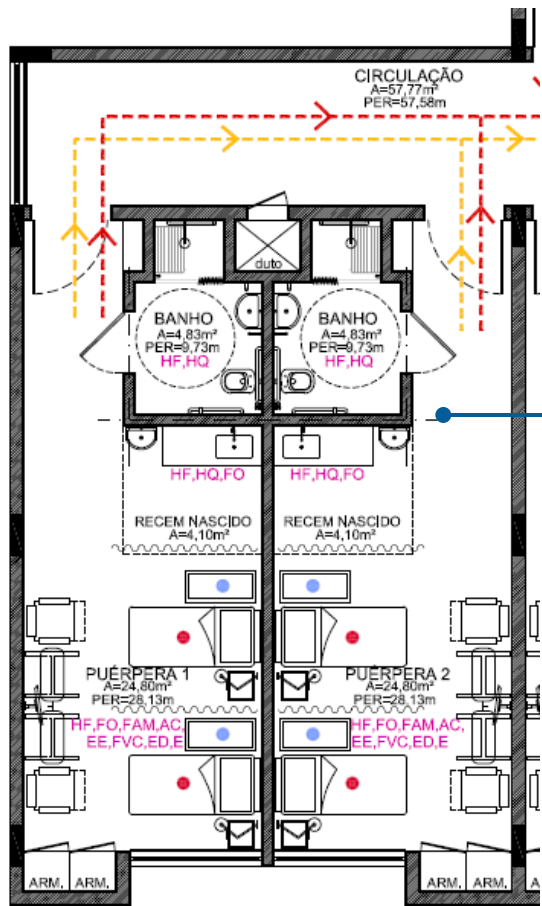 CIRCULAÇÃO
A=57,77m²
PER=57,58m
duto
BANHO
A=4,83m²
PER=9,73m
HF,HQ
BANHO
A=4,83m²
PER=9,73m
HF,HQ
HF,HQ,FO
HF,HQ,FO
RECEM NASCIDO
A=4,10m²
RECEM NASCIDO
A=4,10m²
PUÉRPERA 1
A=24,80m²
PER=28,13m
HF,FO,FAM,AC,
EE,FVC,ED,E
PUÉRPERA 2
A=24,80m²
PER=28,13m
HF,FO,FAM,AC,
EE,FVC,ED,E
ARM.
ARM.
ARM.
ARM.